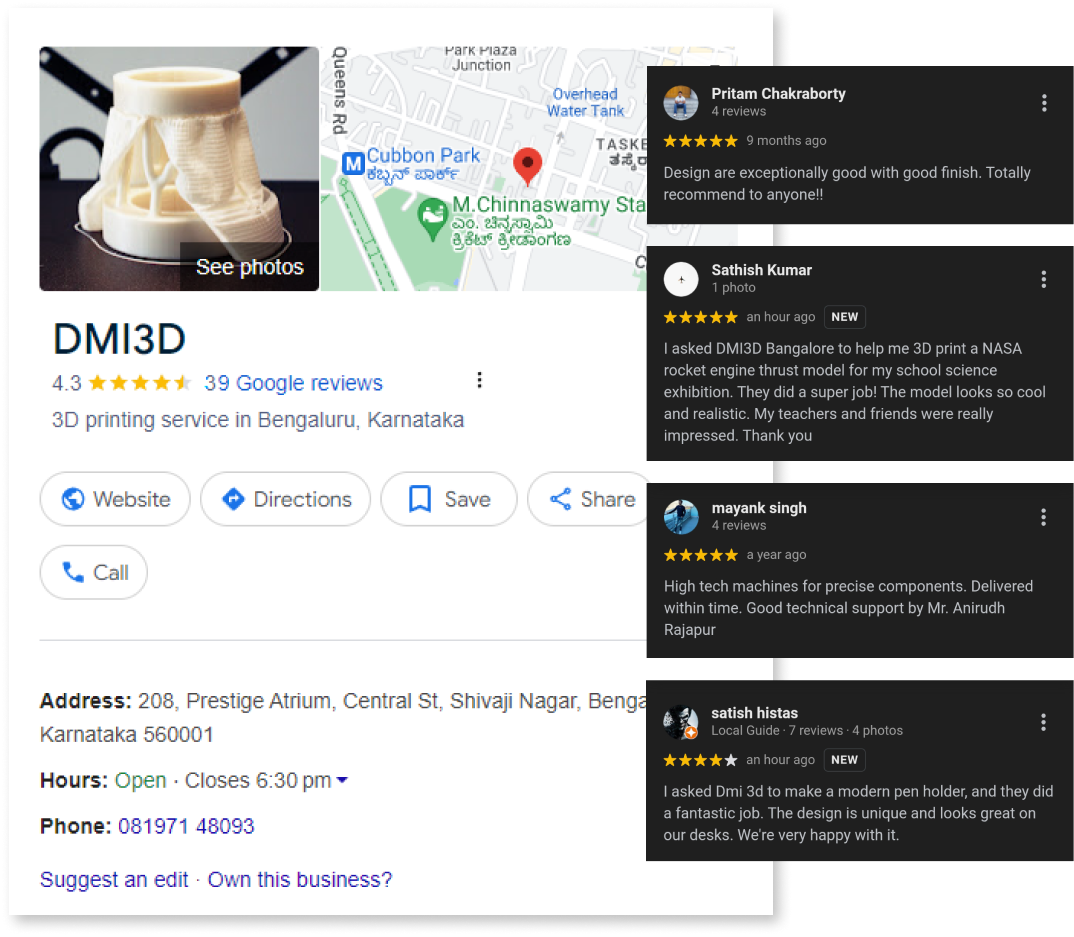 Queens Rd
Park Plaza
Junction
Overhead
Water Tank
M
Cubbon Park
ಕಬ್ಬನ್ ಪಾರ್ಕ್
TASKE
M.Chinnaswamy Sta
ಎಂ. ಚಿನ್ನಸ್ವಾಮಿ
ಕ್ರಿಕೆಟ್ ಕ್ರೀಡಾಂಗಣ
See photos
DMI3D
4.3 39 Google reviews
3D printing service in Bengaluru, Karnataka
Website Directions Save Share
Call
Address: 208, Prestige Atrium, Central St, Shivaji Nagar, Benga
Karnataka 560001
Hours: Open · Closes 6:30 pm
Phone: 081971 48093
Suggest an edit · Own this business?
Pritam Chakraborty
4 reviews
9 months ago
Design are exceptionally good with good finish. Totally
recommend to anyone!!
Sathish Kumar
1 photo
an hour ago NEW
I asked DMI3D Bangalore to help me 3D print a NASA
rocket engine thrust model for my school science
exhibition. They did a super job! The model looks so cool
and realistic. My teachers and friends were really
impressed. Thank you
mayank singh
4 reviews
a year ago
High tech machines for precise components. Delivered
within time. Good technical support by Mr. Anirudh
Rajapur
satish histas
Local Guide · 7 reviews · 4 photos
an hour ago NEW
I asked Dmi 3d to make a modern pen holder, and they did
a fantastic job. The design is unique and looks great on
our desks. We're very happy with it.